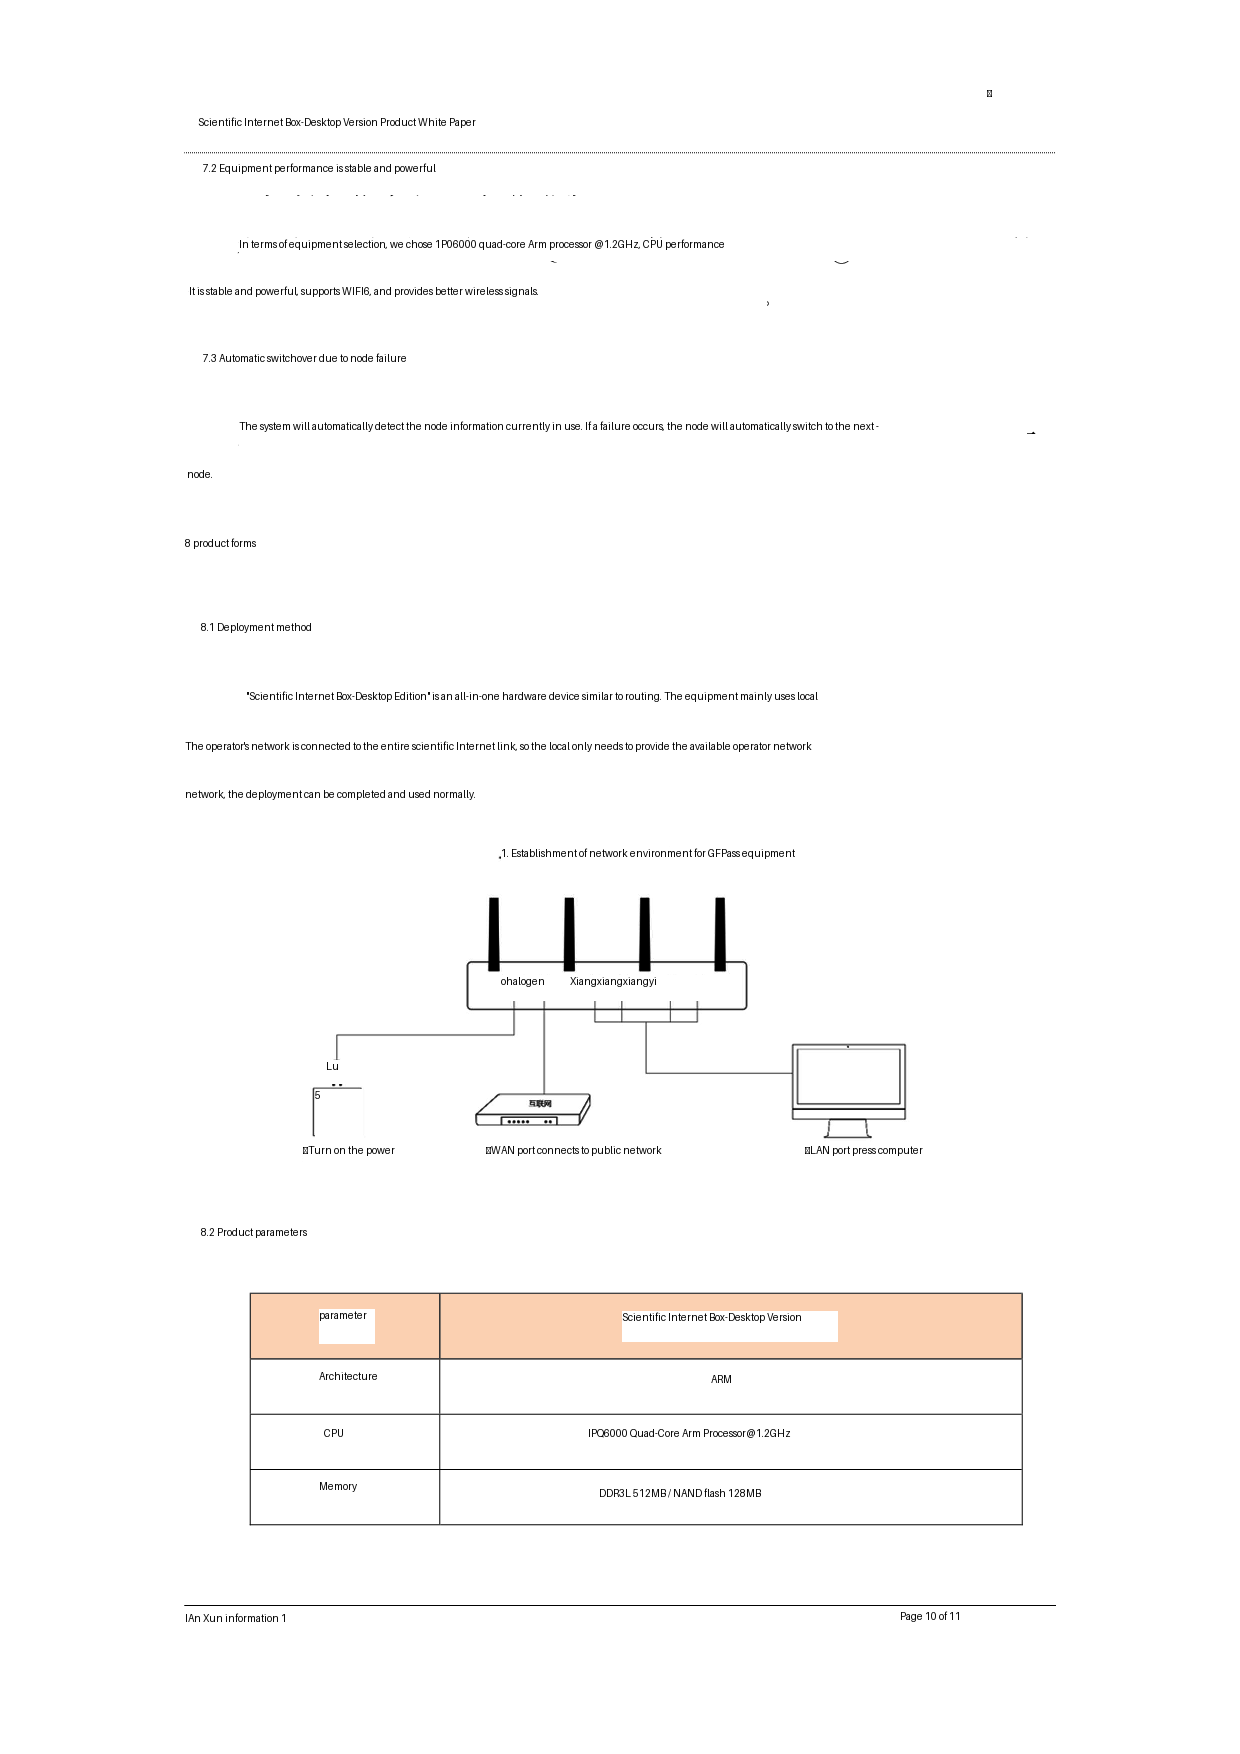 Scientific Internet Box-Desktop Version Product White Paper
7.2 Equipment performance is stable and powerful
In terms of equipment selection, we chose 1P06000 quad-core Arm processor @1.2GHz, CPU performance
It is stable and powerful, supports WIFI6, and provides better wireless signals.
7.3 Automatic switchover due to node failure
The system will automatically detect the node information currently in use. If a failure occurs, the node will automatically switch to the next -
node.
8 product forms
8.1 Deployment method
"Scientific Internet Box-Desktop Edition" is an all-in-one hardware device similar to routing. The equipment mainly uses local
The operator's network is connected to the entire scientific Internet link, so the local only needs to provide the available operator network
network, the deployment can be completed and used normally.
1. Establishment of network environment for GFPass equipment
ohalogen Xiangxiangxiangyi
Lu
5
互联网
Turn on the power
WAN port connects to public network
LAN port press computer
8.2 Product parameters
parameter Scientific Internet Box-Desktop Version
Architecture ARM
CPU IPQ6000 Quad-Core Arm Processor@1.2GHz
Memory DDR3L 512MB / NAND flash 128MB
IAn Xun information 1 Page 10 of 11